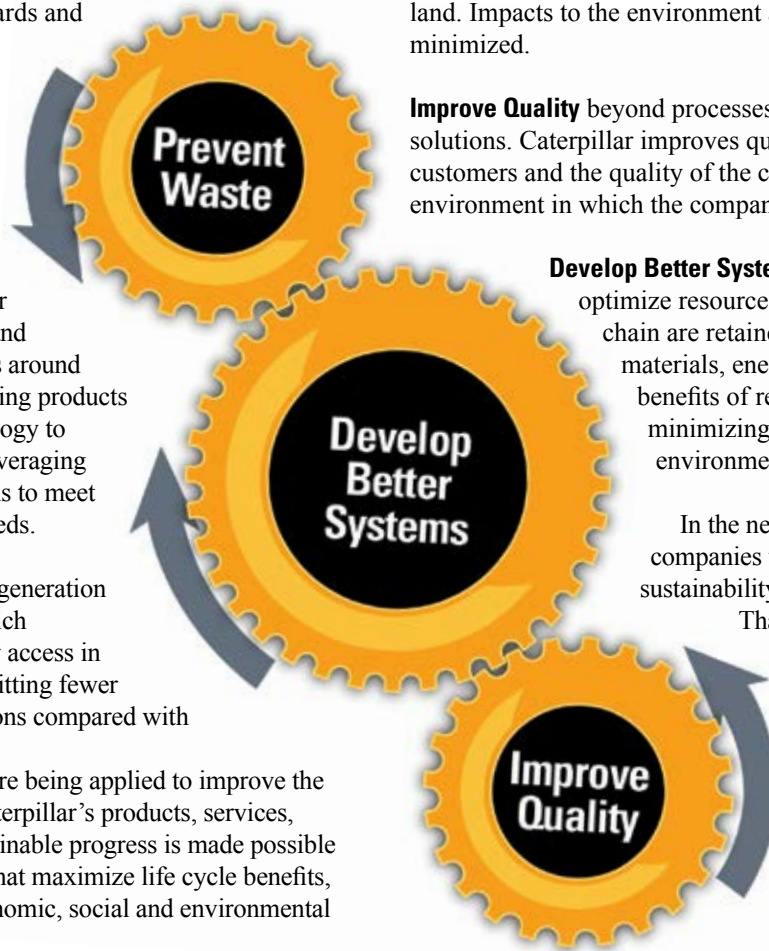 ards and
r
nd
s around
ing products
ogy to
veraging
ns to meet
eds.
generation
ch
access in
itting fewer
ons compared with
re being applied to improve the
terpillar's products, services,
inable progress is made possible
hat maximize life cycle benefits,
nomic, social and environmental
Prevent
Waste
Develop
Better
Systems
Improve
Quality
land. Impacts to the environment a
minimized.
Improve Quality beyond processes
solutions. Caterpillar improves qu
customers and the quality of the c
environment in which the compan
Develop Better Syste
optimize resource
chain are retaine
materials, ene
benefits of re
minimizing
environme
In the ne
companies
sustainability
Tha